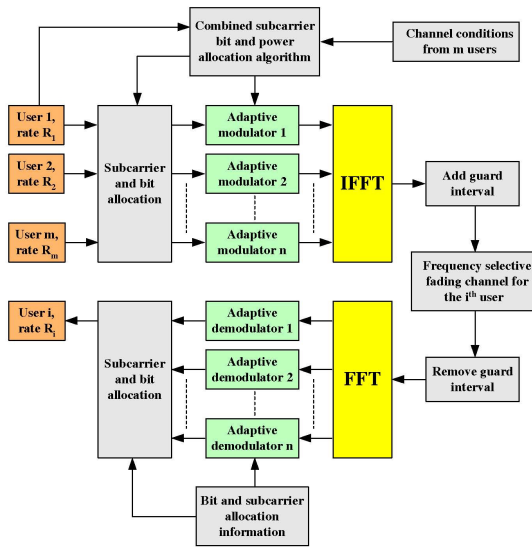 Combined subcarrier
bit and power
allocation algorithm
Channel conditions
from m users
User 1,
rate R1
User 2,
rate R2
User m,
rate Rm
Subcarrier
and bit
allocation
Adaptive
modulator 1
Adaptive
modulator 2
Adaptive
modulator n
IFFT
Add guard
interval
Frequency selective
fading channel for
the ith user
Remove guard
interval
User i,
rate Ri
Subcarrier
and bit
allocation
Adaptive
demodulator 1
Adaptive
demodulator 2
Adaptive
demodulator n
FFT
Bit and subcarrier
allocation
information